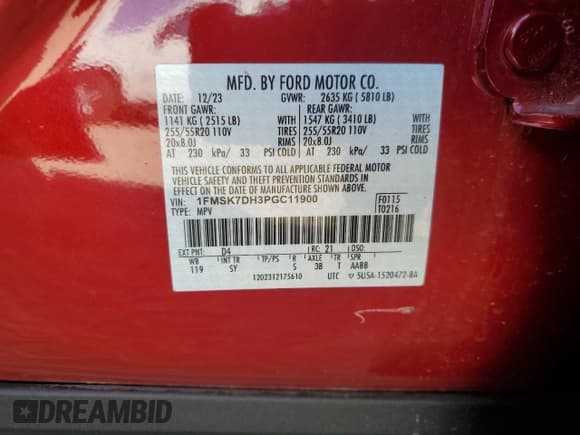 MFD. BY FORD MOTOR CO.
DATE: 12/23 GVWR: 2635 KG ( 5810 LB)
FRONT GAWR: REAR GAWR:
1141 KG ( 2515 LB) WITH 1547 KG ( 3410 LB) WITH
255/55R20 110V TIRES 255/55R20 110V TIRES
20x8.0J RIMS 20x8.0J RIMS
AT 230 kPa/ 33 PSI COLD AT 230 kPa/ 33 PSI COLD
THIS VEHICLE CONFORMS TO ALL APPLICABLE FEDERAL MOTOR
VEHICLE SAFETY AND THEFT PREVENTION STANDARDS IN EFFECT ON
THE DATE OF MANUFACTURE SHOWN ABOVE.
VIN: 1FMSK7DH3PGC11900 F0115
TYPE: MPV T0216
EXT PNT: D4 RC: 21 DSO:
WB INT TR TP/PS R AXLE TR SPR
119 SY S 38 T AABB
1202312175610 UTC 5U5A-1520472-BA
DREAMBID